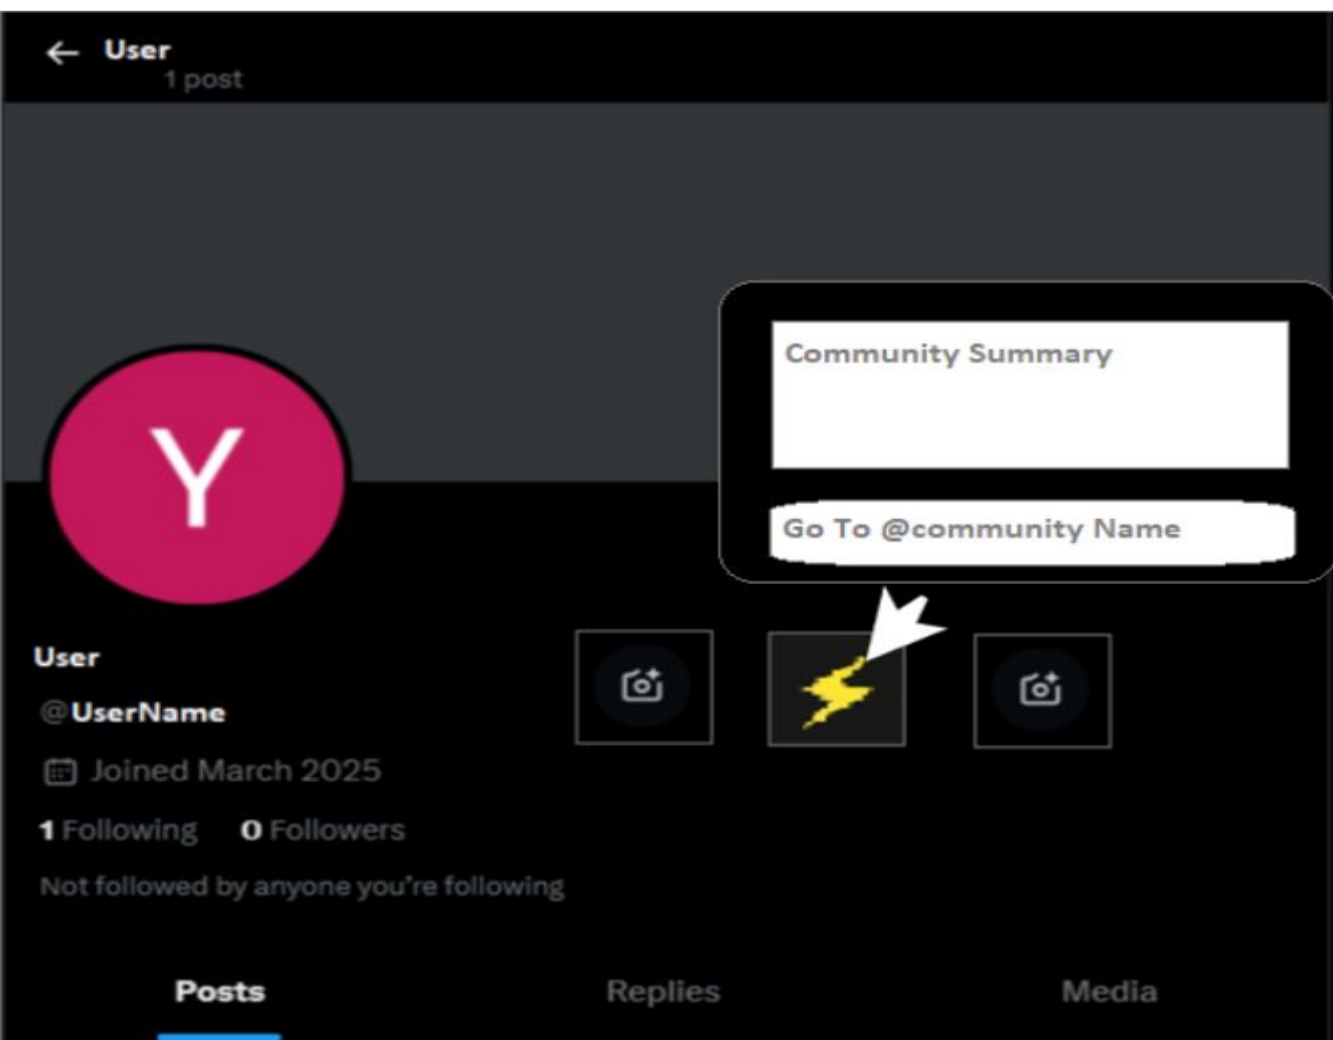 User
1 post
Community Summary
Y
Go To @community Name
User
@UserName
Joined March 2025
1 Following 0 Followers
Not followed by anyone you're following
Posts Replies Media